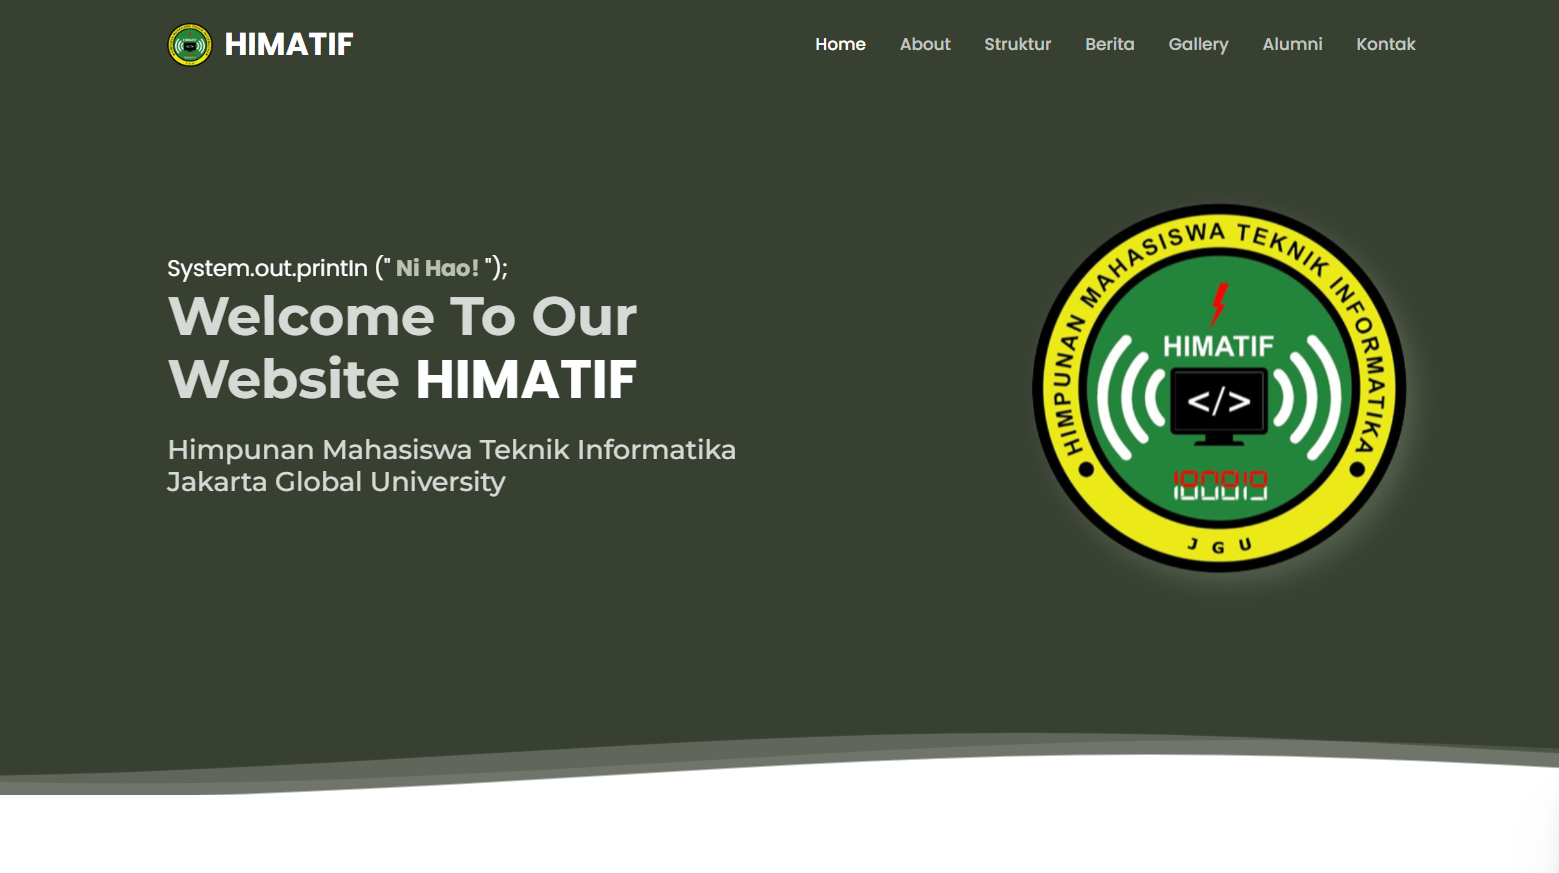 HIMATIF
Home About Struktur Berita Gallery Alumni Kontak
System.out.println (" Ni Hao! ");
Welcome To Our
Website HIMATIF
Himpunan Mahasiswa Teknik Informatika
Jakarta Global University
HIMPUNAN MAHASISWA TEKNIK INFORMATIKA
HIMATIF
</>
JGU